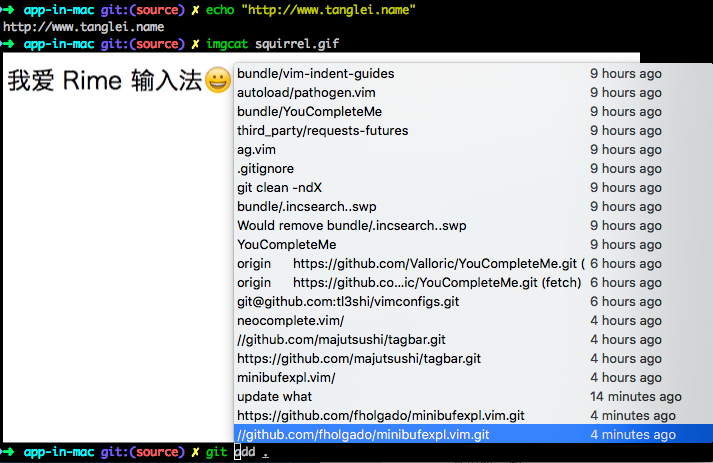 ➜ app-in-mac git:(source) ✗ echo "http://www.tanglei.name"
http://www.tanglei.name
➜ app-in-mac git:(source) ✗ imgcat squirrel.gif
我爱 Rime 输入法😀
bundle/vim-indent-guides 9 hours ago
autoload/pathogen.vim 9 hours ago
bundle/YouCompleteMe 9 hours ago
third_party/requests-futures 9 hours ago
ag.vim 9 hours ago
.gitignore 9 hours ago
git clean -ndX 9 hours ago
bundle/.incsearch..swp 9 hours ago
Would remove bundle/.incsearch..swp 9 hours ago
YouCompleteMe 9 hours ago
origin https://github.com/Valloric/YouCompleteMe.git ( 6 hours ago
origin https://github.co...ic/YouCompleteMe.git (fetch) 6 hours ago
git@github.com:tl3shi/vimconfigs.git 6 hours ago
neocomplete.vim/ 4 hours ago
//github.com/majutsushi/tagbar.git 4 hours ago
https://github.com/majutsushi/tagbar.git 4 hours ago
minibufexpl.vim/ 4 hours ago
update what 14 minutes ago
https://github.com/fholgado/minibufexpl.vim.git 4 minutes ago
//github.com/fholgado/minibufexpl.vim.git 4 minutes ago
➜ app-in-mac git:(source) ✗ git add .